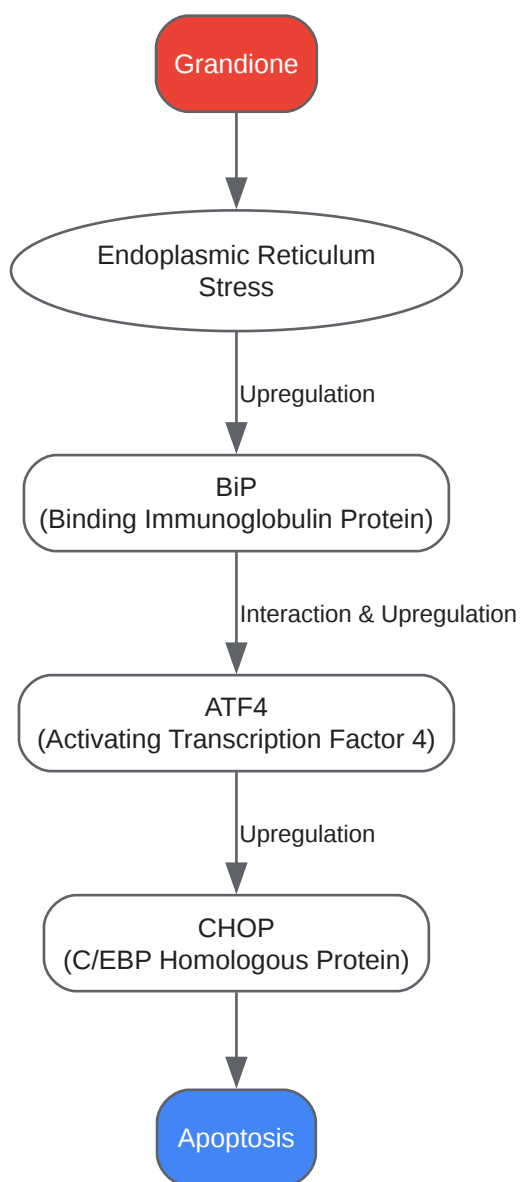 Grandione
Endoplasmic Reticulum
Stress
Upregulation
BiP
(Binding Immunoglobulin Protein)
Interaction & Upregulation
ATF4
(Activating Transcription Factor 4)
Upregulation
CHOP
(C/EBP Homologous Protein)
Apoptosis